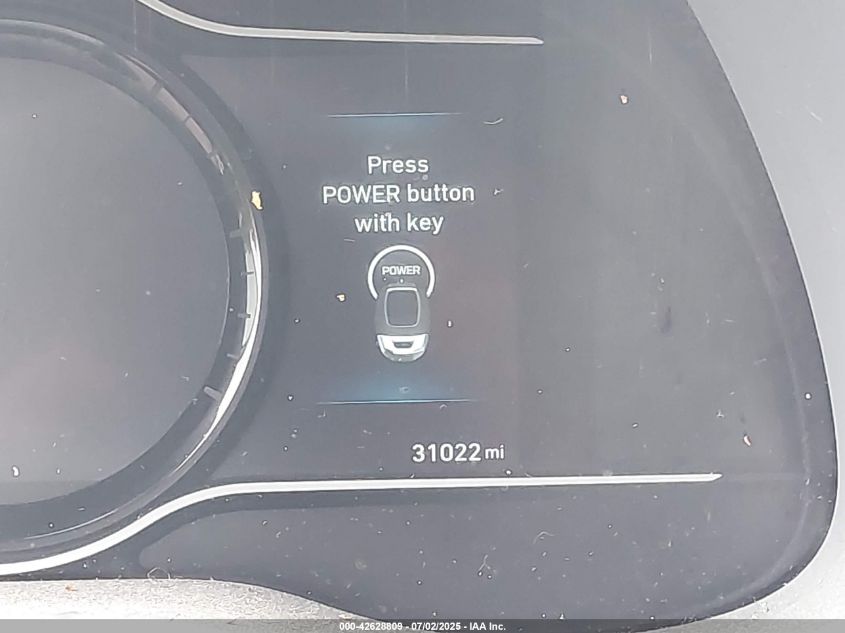 Press
POWER button
with key
POWER
31022 mi
000-42628809 - 07/02/2025 - IAA Inc.